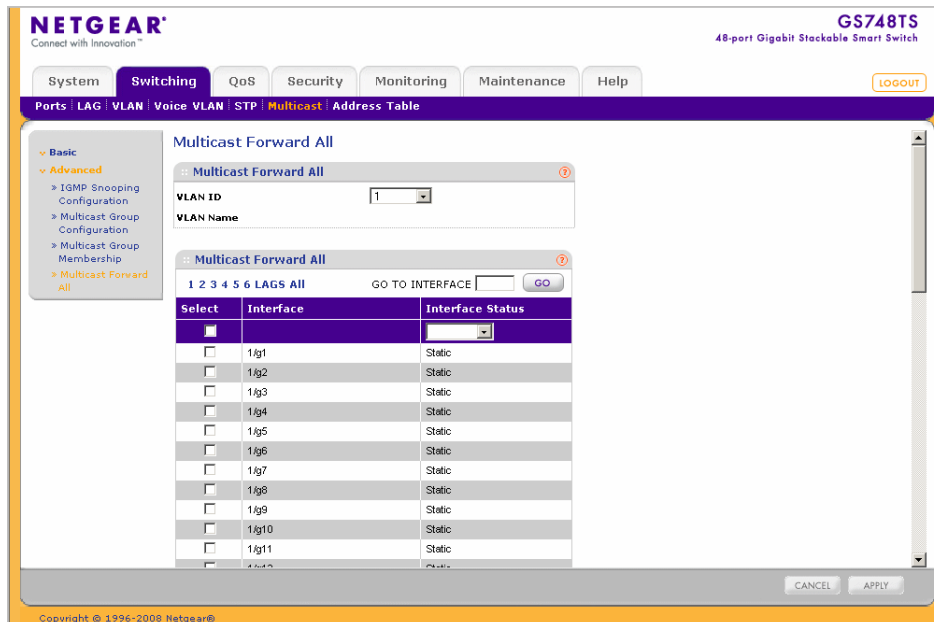 NETGEAR®
Connect with Innovation™
GS748TS
48-port Gigabit Stackable Smart Switch
System Switching QoS Security Monitoring Maintenance Help
LOGOUT
Ports LAG VLAN Voice VLAN STP Multicast Address Table
Basic
Advanced
» IGMP Snooping
Configuration
» Multicast Group
Configuration
» Multicast Group
Membership
» Multicast Forward
All
Multicast Forward All
:: Multicast Forward All ?
VLAN ID 1
VLAN Name
:: Multicast Forward All ?
1 2 3 4 5 6 LAGS All GO TO INTERFACE GO
Select Interface Interface Status
1/g1 Static
1/g2 Static
1/g3 Static
1/g4 Static
1/g5 Static
1/g6 Static
1/g7 Static
1/g8 Static
1/g9 Static
1/g10 Static
1/g11 Static
CANCEL APPLY
Copyright © 1996-2008 Netgear®